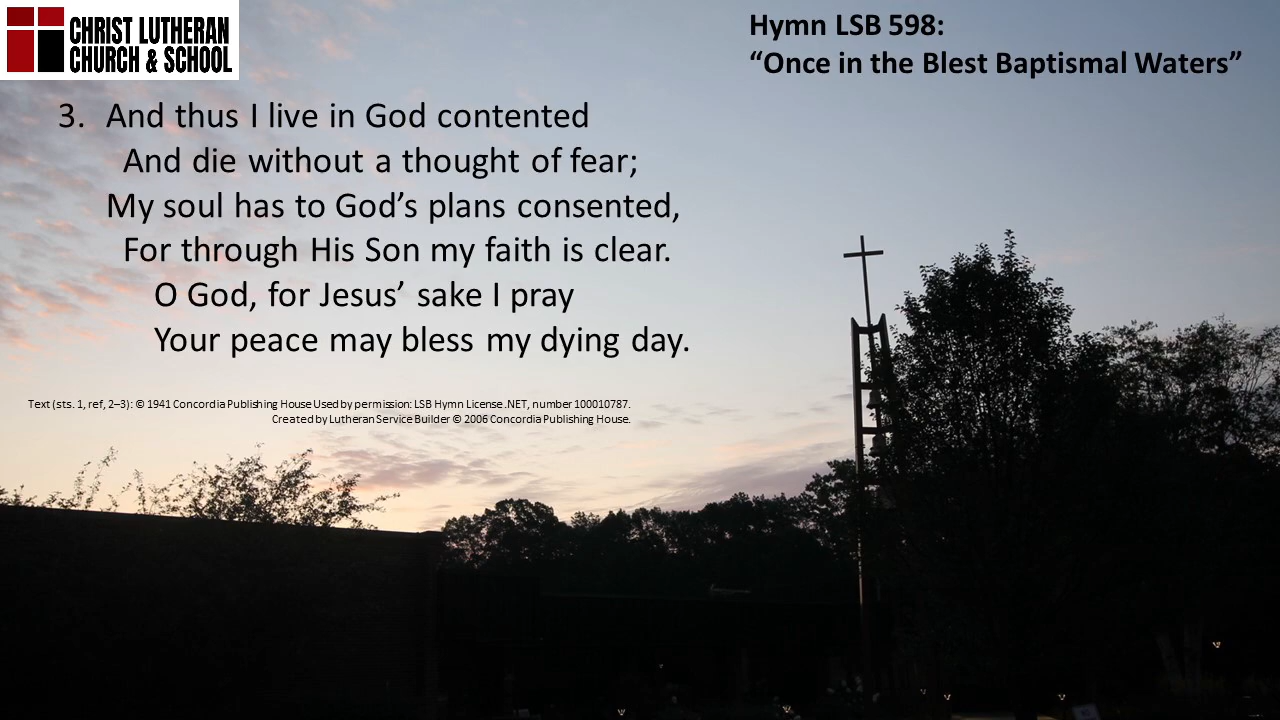 CHRIST LUTHERAN
CHURCH & SCHOOL
Hymn LSB 598:
“Once in the Blest Baptismal Waters”
3. And thus I live in God contented
And die without a thought of fear;
My soul has to God’s plans consented,
For through His Son my faith is clear.
O God, for Jesus’ sake I pray
Your peace may bless my dying day.
Text (sts. 1, ref, 2–3): © 1941 Concordia Publishing House Used by permission: LSB Hymn License .NET, number 100010787.
Created by Lutheran Service Builder © 2006 Concordia Publishing House.